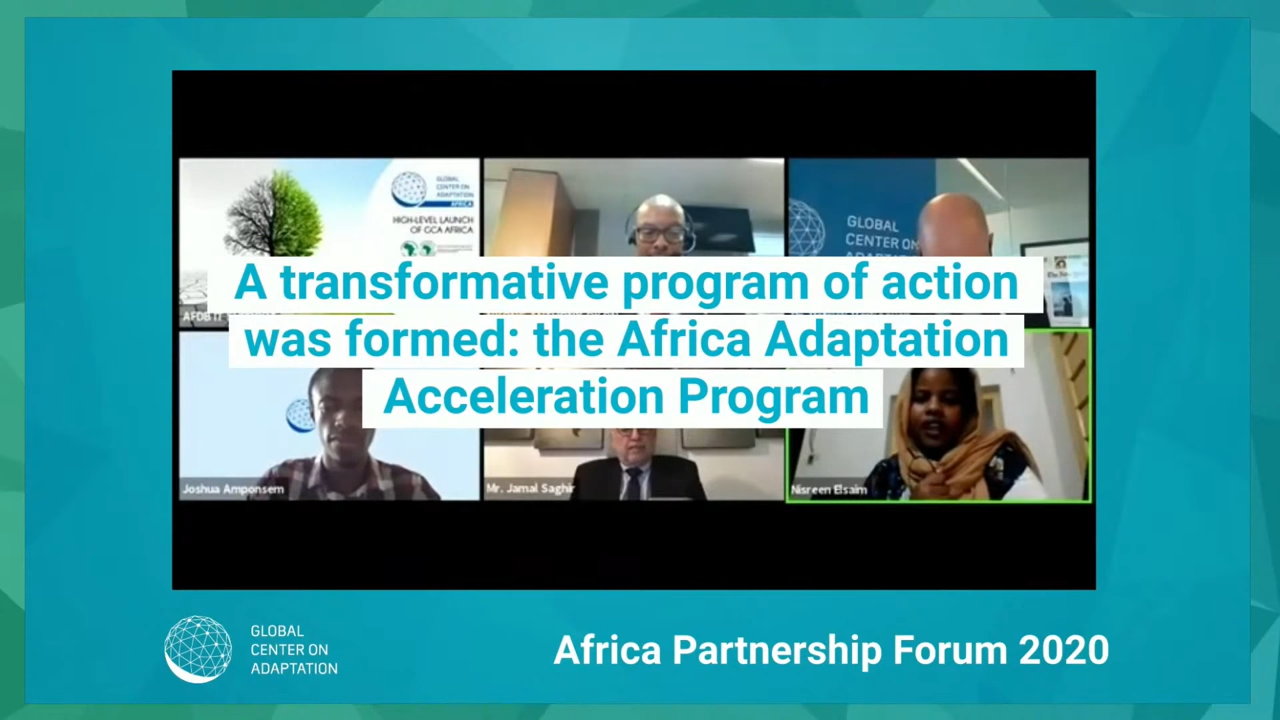 GLOBAL
CENTER ON
ADAPTATION
AFRICA
HIGH-LEVEL LAUNCH
OF GCA AFRICA
GLOBAL
CENTER ON
A transformative program of action
was formed: the Africa Adaptation
Acceleration Program
Joshua Amponsem
Mr. Jamal Saghir
Nisreen Elsaim
GLOBAL
CENTER ON
ADAPTATION
Africa Partnership Forum 2020